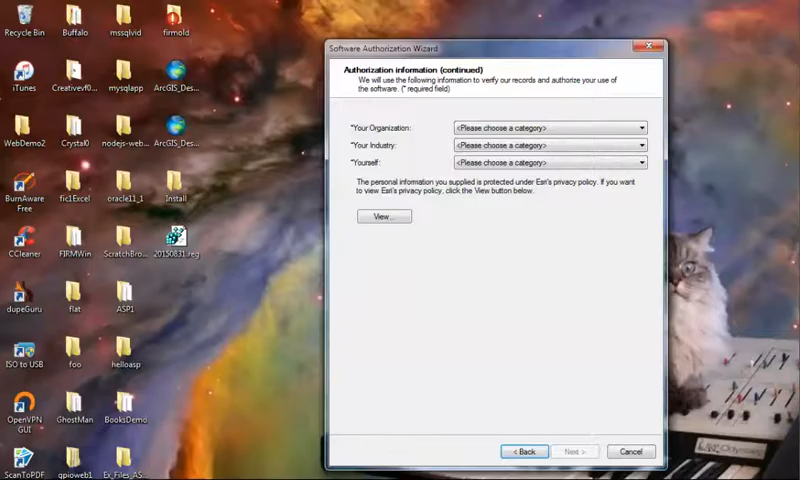 Recycle Bin
Buffalo
mssqlvid
firmold
iTunes
Creativevf0...
mysqlapp
ArcGIS_Des...
WebDemo2
Crystal0
nodejs-web...
ArcGIS_Des...
BurnAware Free
fic1Excel
oracle11_1
Install
CCleaner
FIRMWin
ScratchBro...
20150831.reg
dupeGuru
flat
ASP1
ISO to USB
foo
helloasp
OpenVPN GUI
GhostMan
BooksDemo
ScanToPDF
gpioweb1
Ex_Files_AS...
Software Authorization Wizard
Authorization information (continued)
We will use the following information to verify our records and authorize your use of
the software. (* required field)
*Your Organization:
<Please choose a category>
*Your Industry:
<Please choose a category>
*Yourself:
<Please choose a category>
The personal information you supplied is protected under Esri's privacy policy. If you want
to view Esri's privacy policy, click the View button below.
View...
< Back
Next >
Cancel
Odyssey